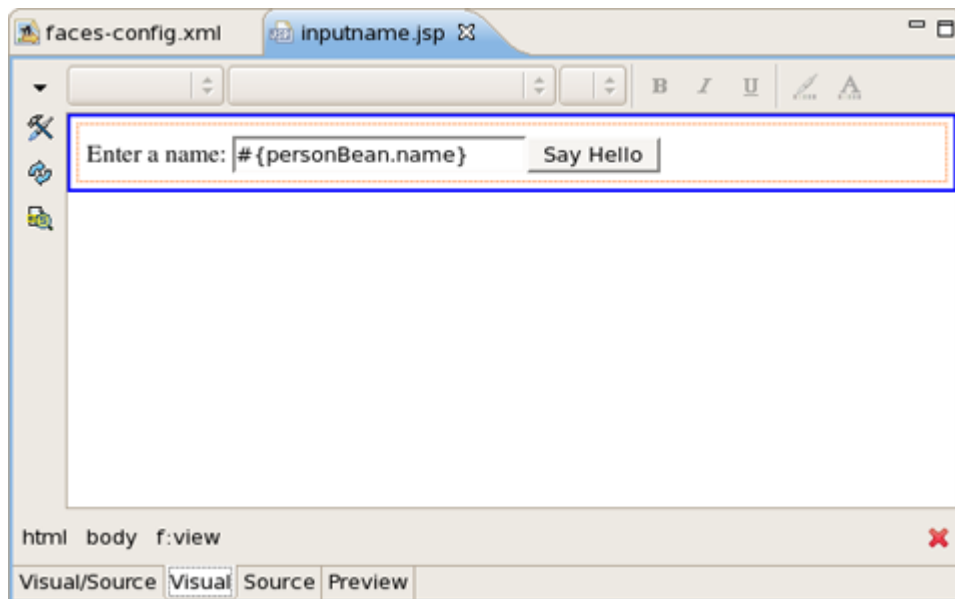 faces-config.xml inputname.jsp
B I U A
Enter a name: #{personBean.name} Say Hello
html body f:view
Visual/Source Visual Source Preview